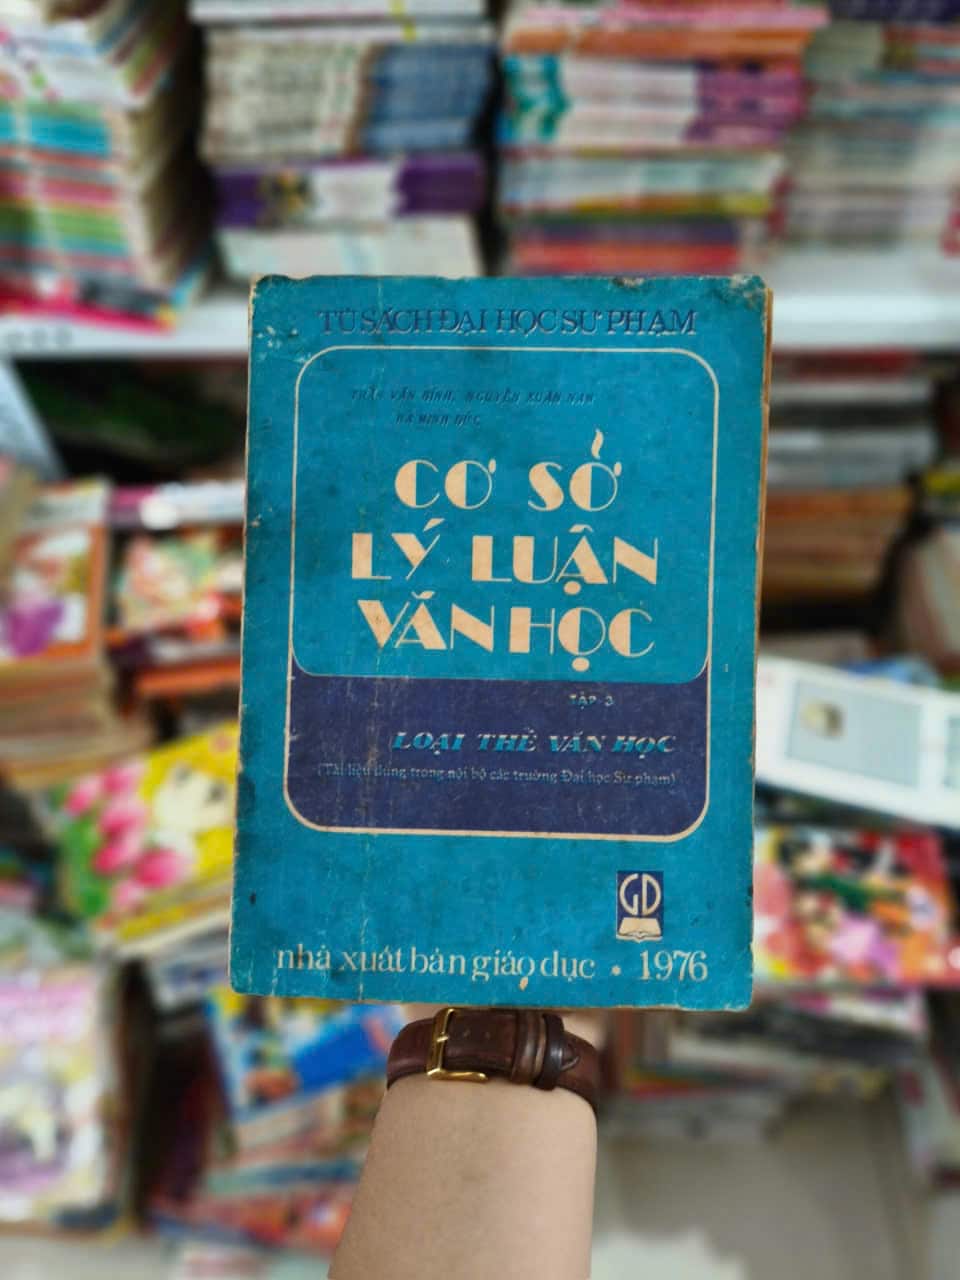 TỦ SÁCH ĐẠI HỌC SƯ PHẠM
TRẦN VĂN BÍNH, NGUYỄN XUÂN NAM
HÀ MINH ĐỨC
CƠ SỞ
LÝ LUẬN
VĂN HỌC
TẬP 3
LOẠI THỂ VĂN HỌC
(Tài liệu dùng trong nội bộ các trường Đại học Sư phạm)
GD
nhà xuất bản giáo dục • 1976